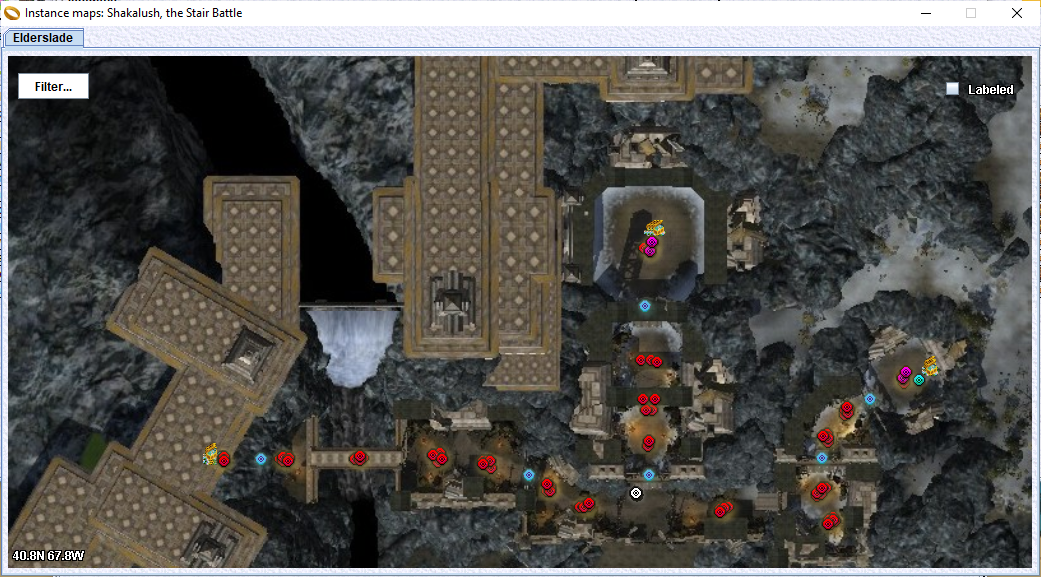 Instance maps: Shakalush, the Stair Battle
Elderslade
Filter...
Labeled
40.8N 67.8W